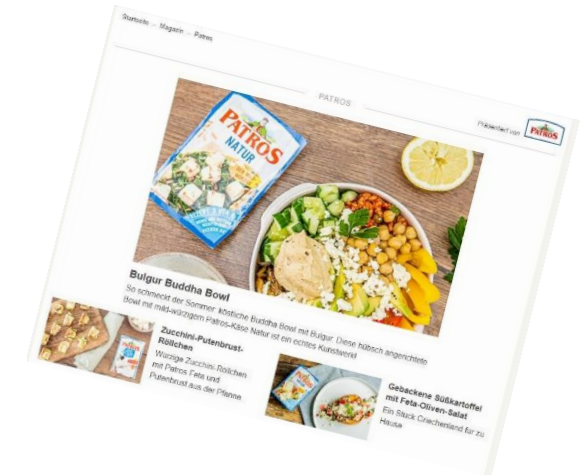 Startseite – Magazin – Patros
PATROS
Präsentiert von
PATROS
PATROS
NATUR
Bulgur Buddha Bowl
So schmeckt der Sommer: köstliche Buddha Bowl mit Bulgur. Diese hübsch angerichtete
Bowl mit mild-würzigem Patros-Käse Natur ist ein echtes Kunstwerk!
Zucchini-Putenbrust-
Röllchen
Würzige Zucchini-Röllchen
mit Patros Feta und
Putenbrust aus der Pfanne
Gebackene Süßkartoffel
mit Feta-Oliven-Salat
Ein Stück Griechenland für zu
Hause